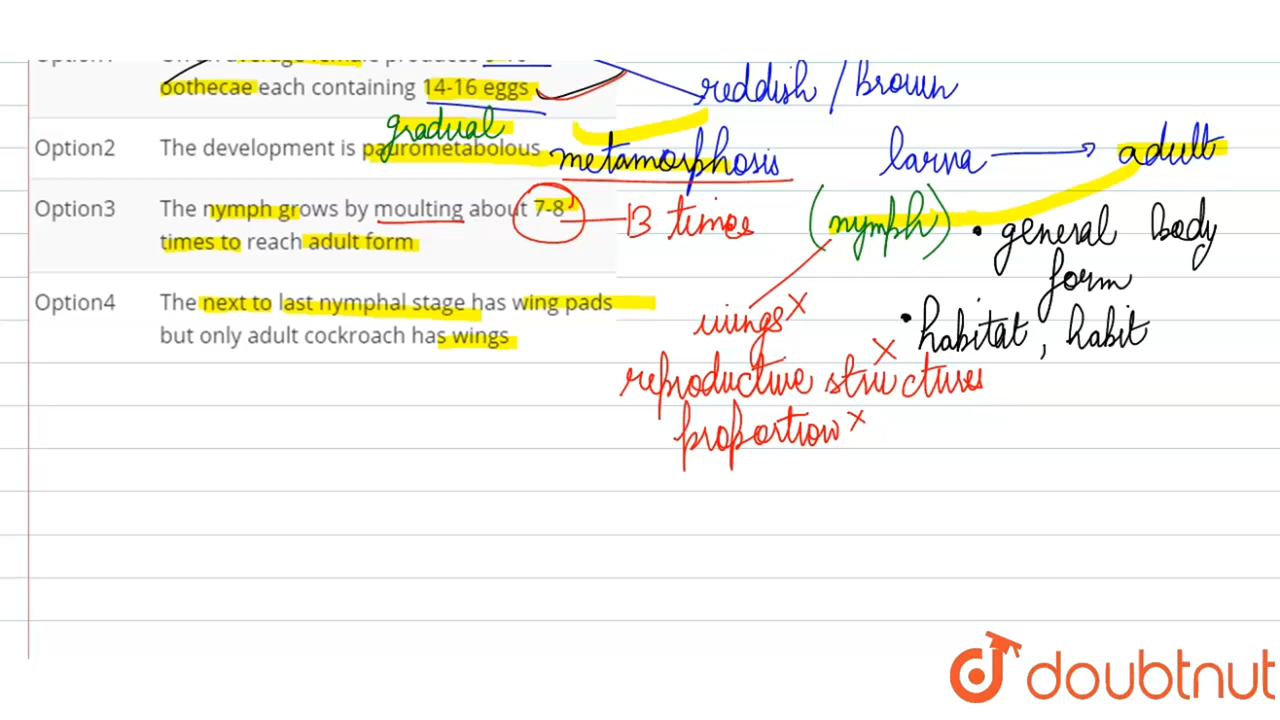 oothecae each containing 14-16 eggs
reddish / Brown
gradual
Option2 The development is paurometabolous
metamorphosis larva adult
Option3 The nymph grows by moulting about 7-8
times to reach adult form
13 times (nymph)
• general body
form
Option4 The next to last nymphal stage has wing pads
but only adult cockroach has wings
wings x
• habitat, habit
reproductive structures x
proportion x
doubtnut